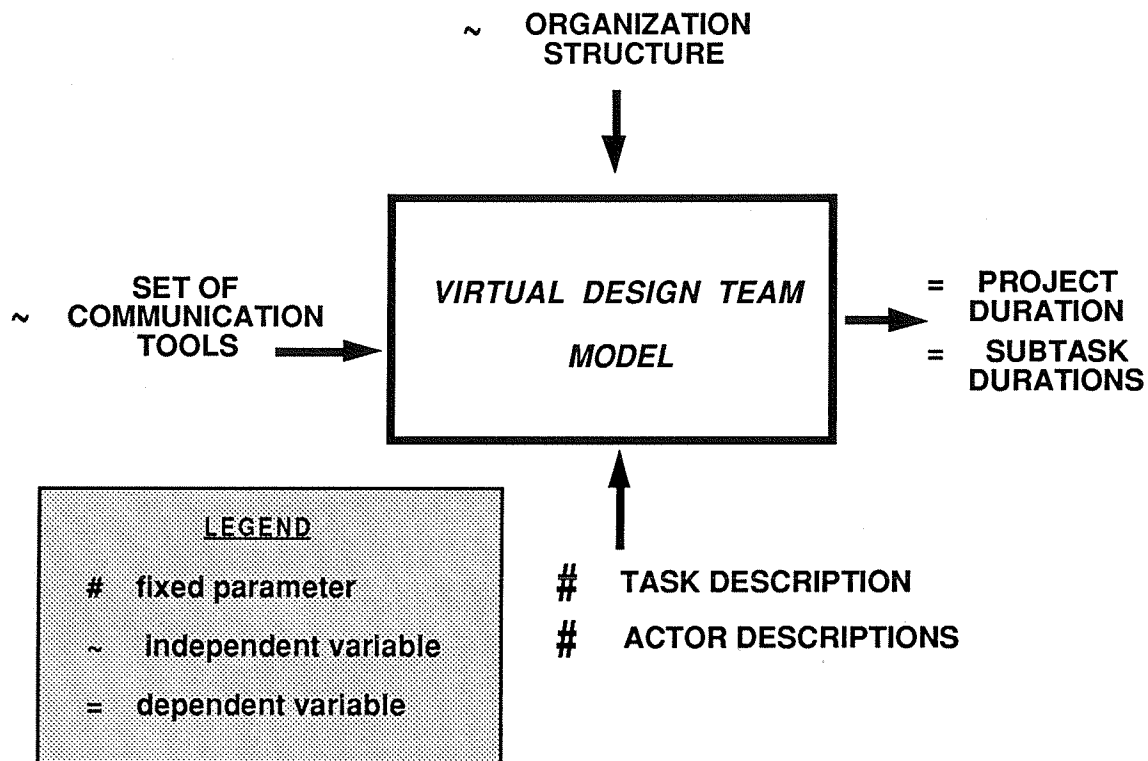 ~ ORGANIZATION
STRUCTURE
~ SET OF
COMMUNICATION
TOOLS
VIRTUAL DESIGN TEAM
MODEL
= PROJECT
DURATION
= SUBTASK
DURATIONS
LEGEND
# fixed parameter
~ independent variable
= dependent variable
# TASK DESCRIPTION
# ACTOR DESCRIPTIONS